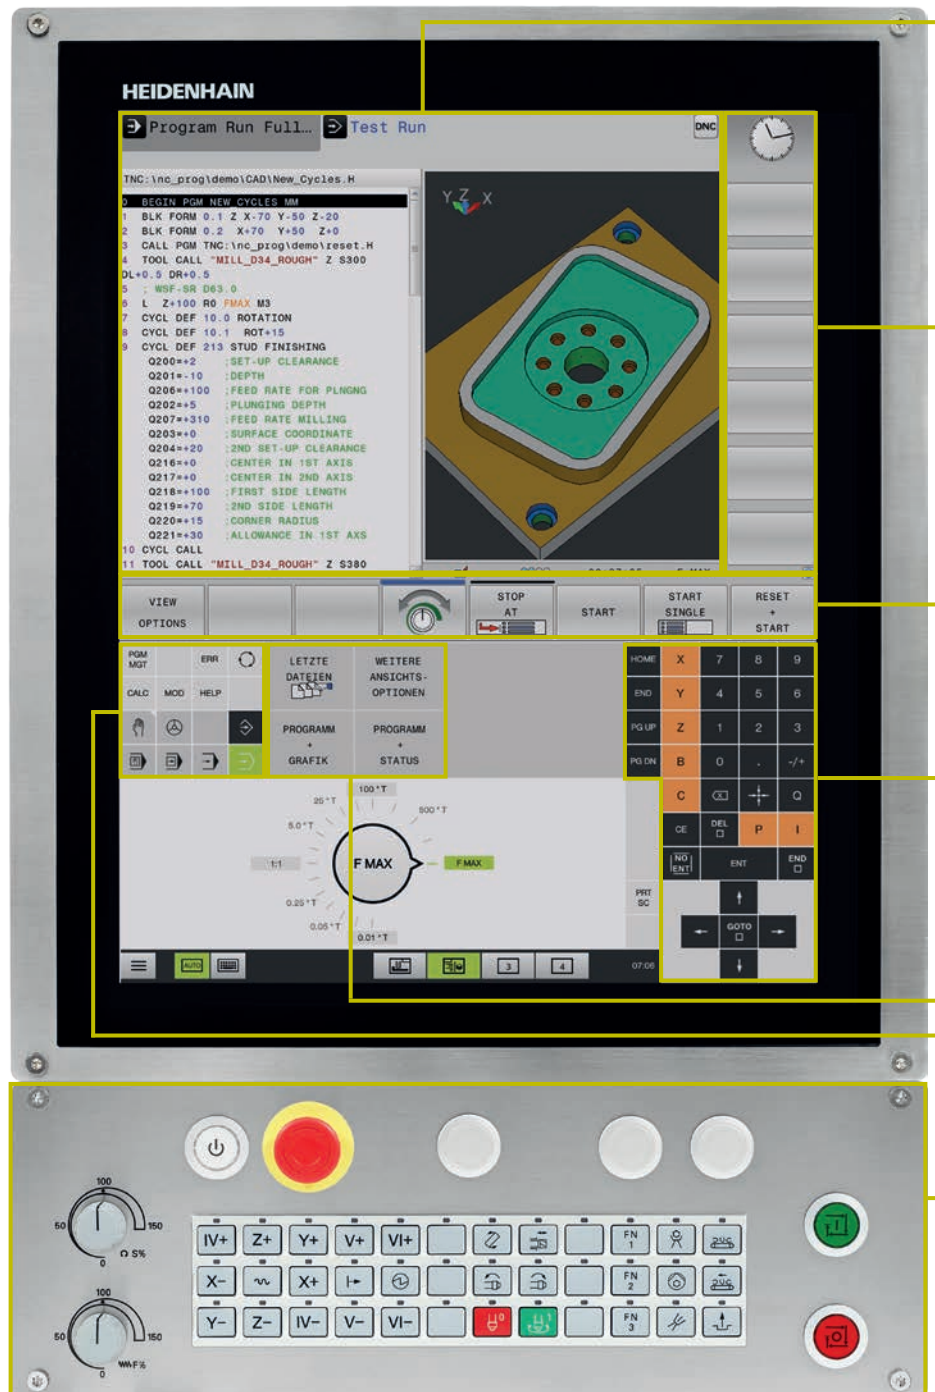 HEIDENHAIN
Program Run Full... Test Run DNC
TNC:\nc_prog\demo\CAD\New_Cycles.H
0 BEGIN PGM NEW_CYCLES MM
1 BLK FORM 0.1 Z X-70 Y-50 Z-20
2 BLK FORM 0.2 X+70 Y+50 Z+0
3 CALL PGM TNC:\nc_prog\demo\reset.H
4 TOOL CALL "MILL_D34_ROUGH" Z S300
DL+0.5 DR+0.5
5 ; WSF-SR D63.0
6 L Z+100 R0 FMAX M3
7 CYCL DEF 10.0 ROTATION
8 CYCL DEF 10.1 ROT+15
9 CYCL DEF 213 STUD FINISHING
Q200=+2 ;SET-UP CLEARANCE
Q201=-10 ;DEPTH
Q206=+100 ;FEED RATE FOR PLNGNG
Q202=+5 ;PLUNGING DEPTH
Q207=+310 ;FEED RATE MILLING
Q203=+0 ;SURFACE COORDINATE
Q204=+20 ;2ND SET-UP CLEARANCE
Q216=+0 ;CENTER IN 1ST AXIS
Q217=+0 ;CENTER IN 2ND AXIS
Q218=+100 ;FIRST SIDE LENGTH
Q219=+70 ;2ND SIDE LENGTH
Q220=+15 ;CORNER RADIUS
Q221=+30 ;ALLOWANCE IN 1ST AXS
10 CYCL CALL
11 TOOL CALL "MILL_D34_ROUGH" Z S380
Y Z X
VIEW
OPTIONS
STOP
AT
START
START
SINGLE
RESET
+
START
PGM
MGT
ERR
CALC MOD HELP
LETZTE
DATEIEN
WEITERE
ANSICHTS-
OPTIONEN
PROGRAMM
+
GRAFIK
PROGRAMM
+
STATUS
HOME X 7 8 9
END Y 4 5 6
PG UP Z 1 2 3
PG DN B 0 . -/+
C X Q
CE DEL P I
NO
ENT
ENT
END
GOTO
PRT
SC
100 *T
25 *T
500 *T
5.0 *T
1:1
F MAX
F MAX
0.25 *T
0.05 *T
0.01 *T
AUTO
3 4
07:06
100
50 150
0
S%
100
50 150
0
F%
IV+ Z+ Y+ V+ VI+ FN 1
X- X+ FN 2
Y- Z- IV- V- VI- 0 1 FN 3